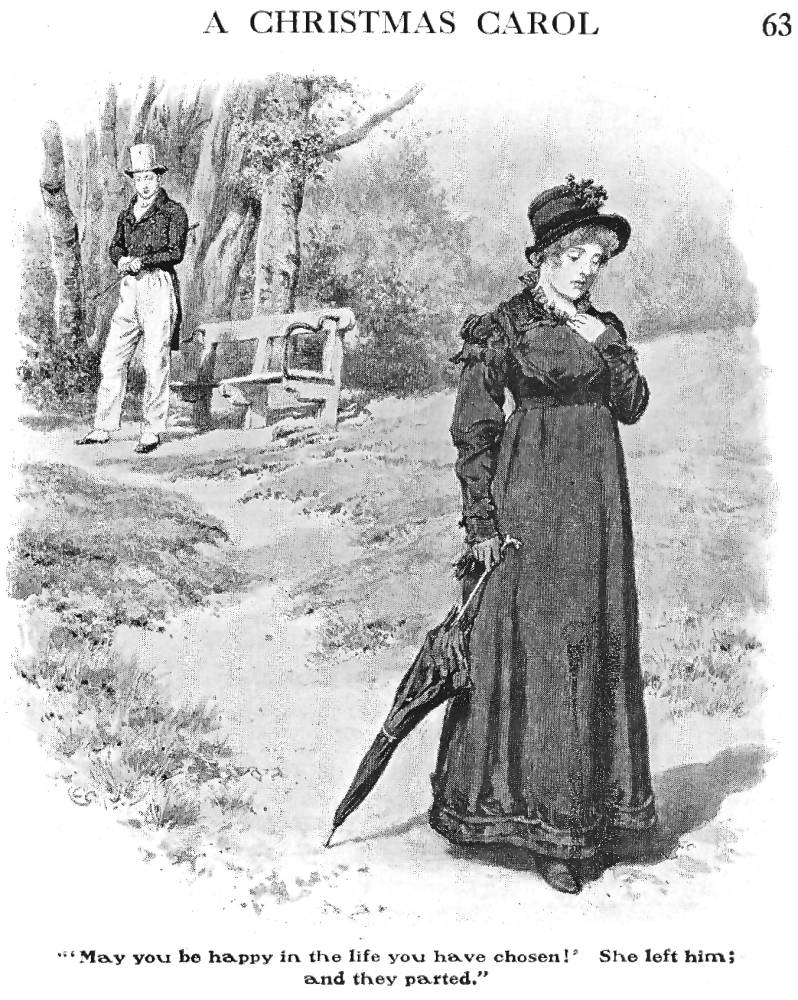 A CHRISTMAS CAROL 63
"'May you be happy in the life you have chosen!' She left him;
and they parted."